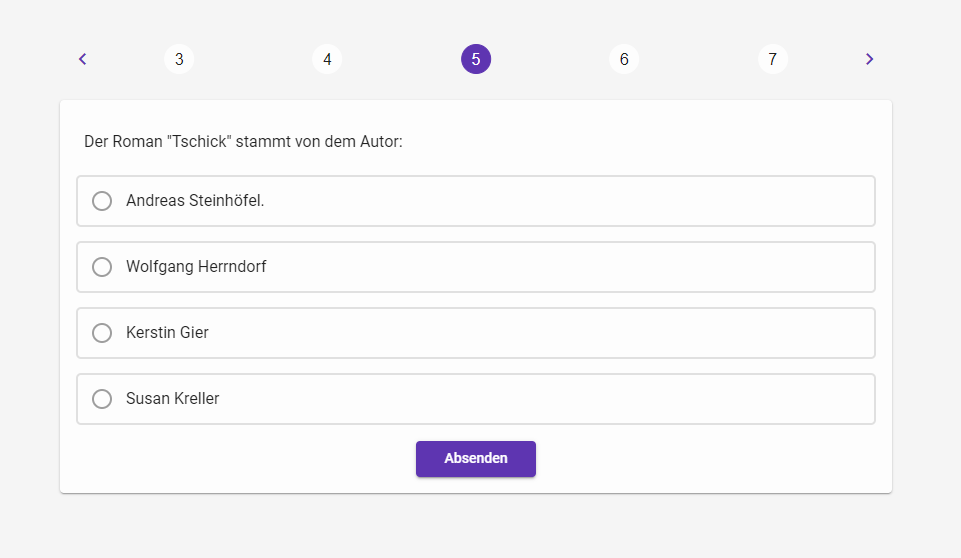 3 4 5 6 7
Der Roman "Tschick" stammt von dem Autor:
Andreas Steinhöfel.
Wolfgang Herrndorf
Kerstin Gier
Susan Kreller
Absenden